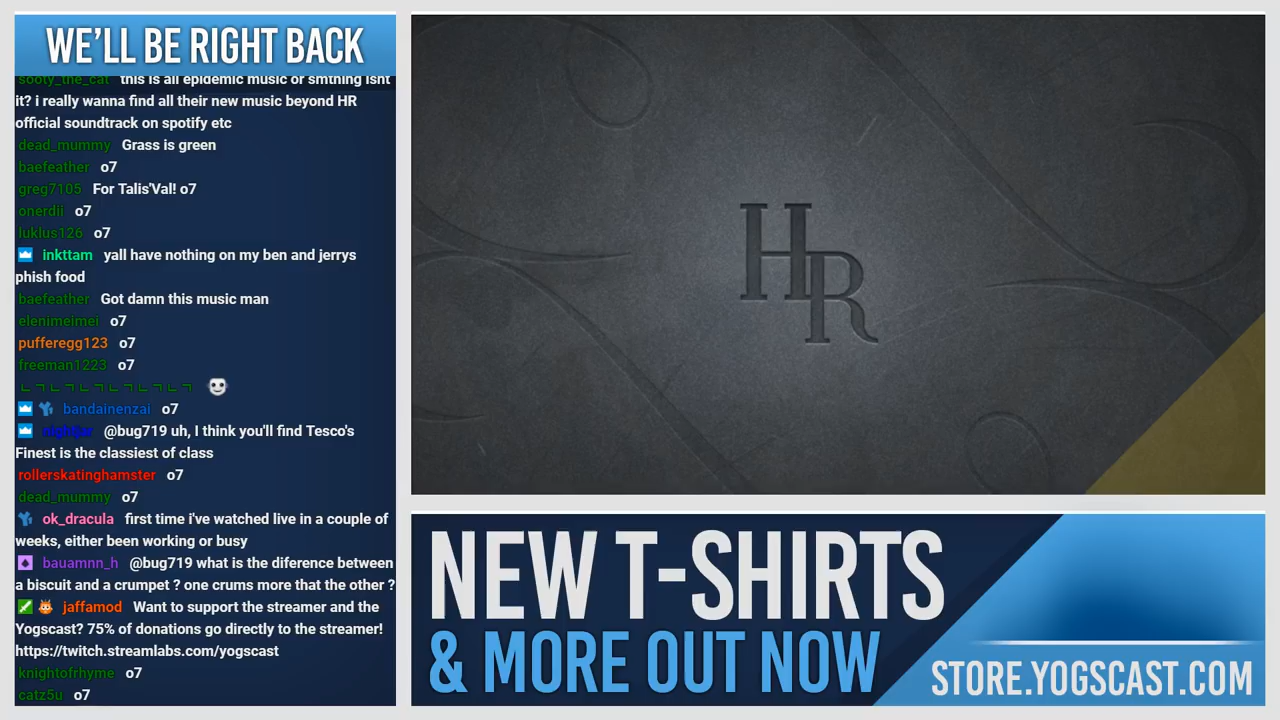 WE'LL BE RIGHT BACK
sooty_the_cat this is all epidemic music or smthing isnt
it? i really wanna find all their new music beyond HR
official soundtrack on spotify etc
dead_mummy Grass is green
baefeather o7
greg7105 For Talis'Val! o7
onerdii o7
luklus126 o7
inkttam yall have nothing on my ben and jerrys
phish food
baefeather Got damn this music man
elenimeimei o7
pufferegg123 o7
freeman1223 o7
ㄴㄱㄴㄱㄴㄱㄴㄱㄴㄱㄴㄱ
bandainenzai o7
@bug719 uh, I think you'll find Tesco's
Finest is the classiest of class
rollerskatinghamster o7
dead_mummy o7
ok_dracula first time i've watched live in a couple of
weeks, either been working or busy
bauamnn_h @bug719 what is the diference between
a biscuit and a crumpet ? one crums more that the other ?
jaffamod Want to support the streamer and the
Yogscast? 75% of donations go directly to the streamer!
https://twitch.streamlabs.com/yogscast
knightofrhyme o7
catz5u o7
HR
NEW T-SHIRTS
& MORE OUT NOW
STORE.YOGSCAST.COM